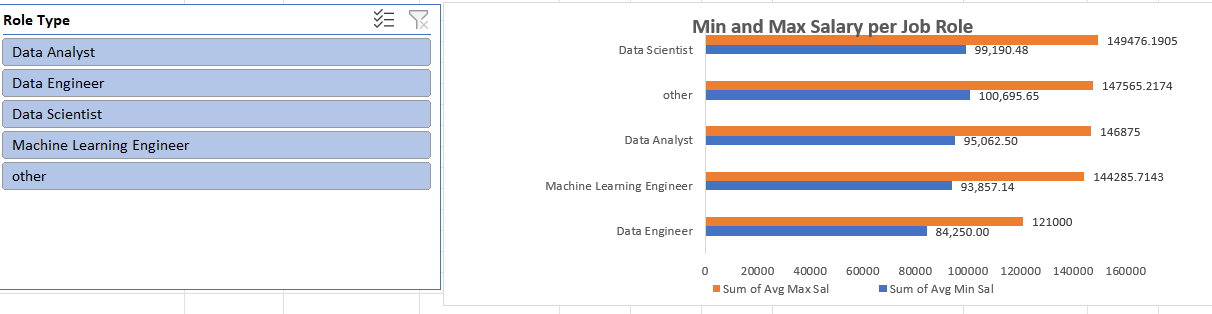 Role Type
Data Analyst
Data Engineer
Data Scientist
Machine Learning Engineer
other
Min and Max Salary per Job Role
Data Scientist
149476.1905
99,190.48
other
147565.2174
100,695.65
Data Analyst
146875
95,062.50
Machine Learning Engineer
144285.7143
93,857.14
Data Engineer
121000
84,250.00
0 20000 40000 60000 80000 100000 120000 140000 160000
Sum of Avg Max Sal Sum of Avg Min Sal